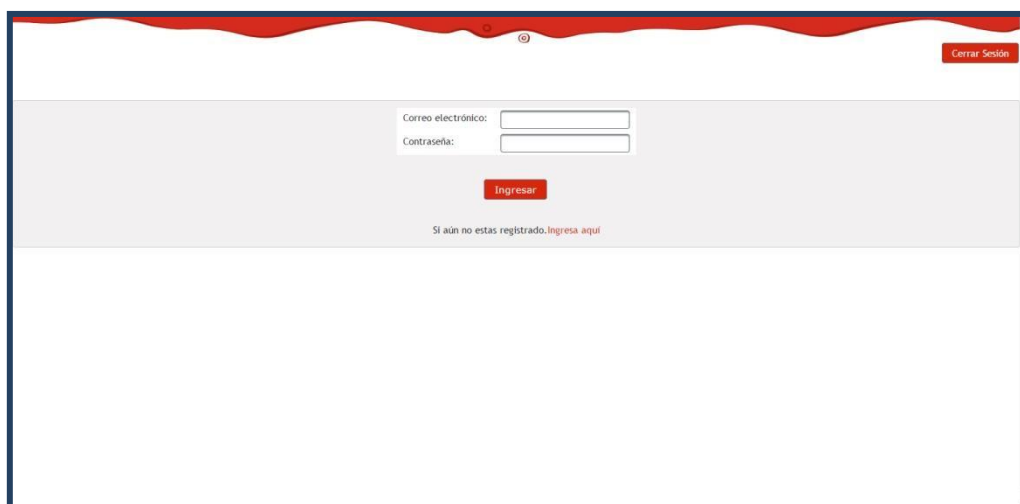 Cerrar Sesión
Correo electrónico:
Contraseña:
Ingresar
Si aún no estas registrado.Ingresa aquí